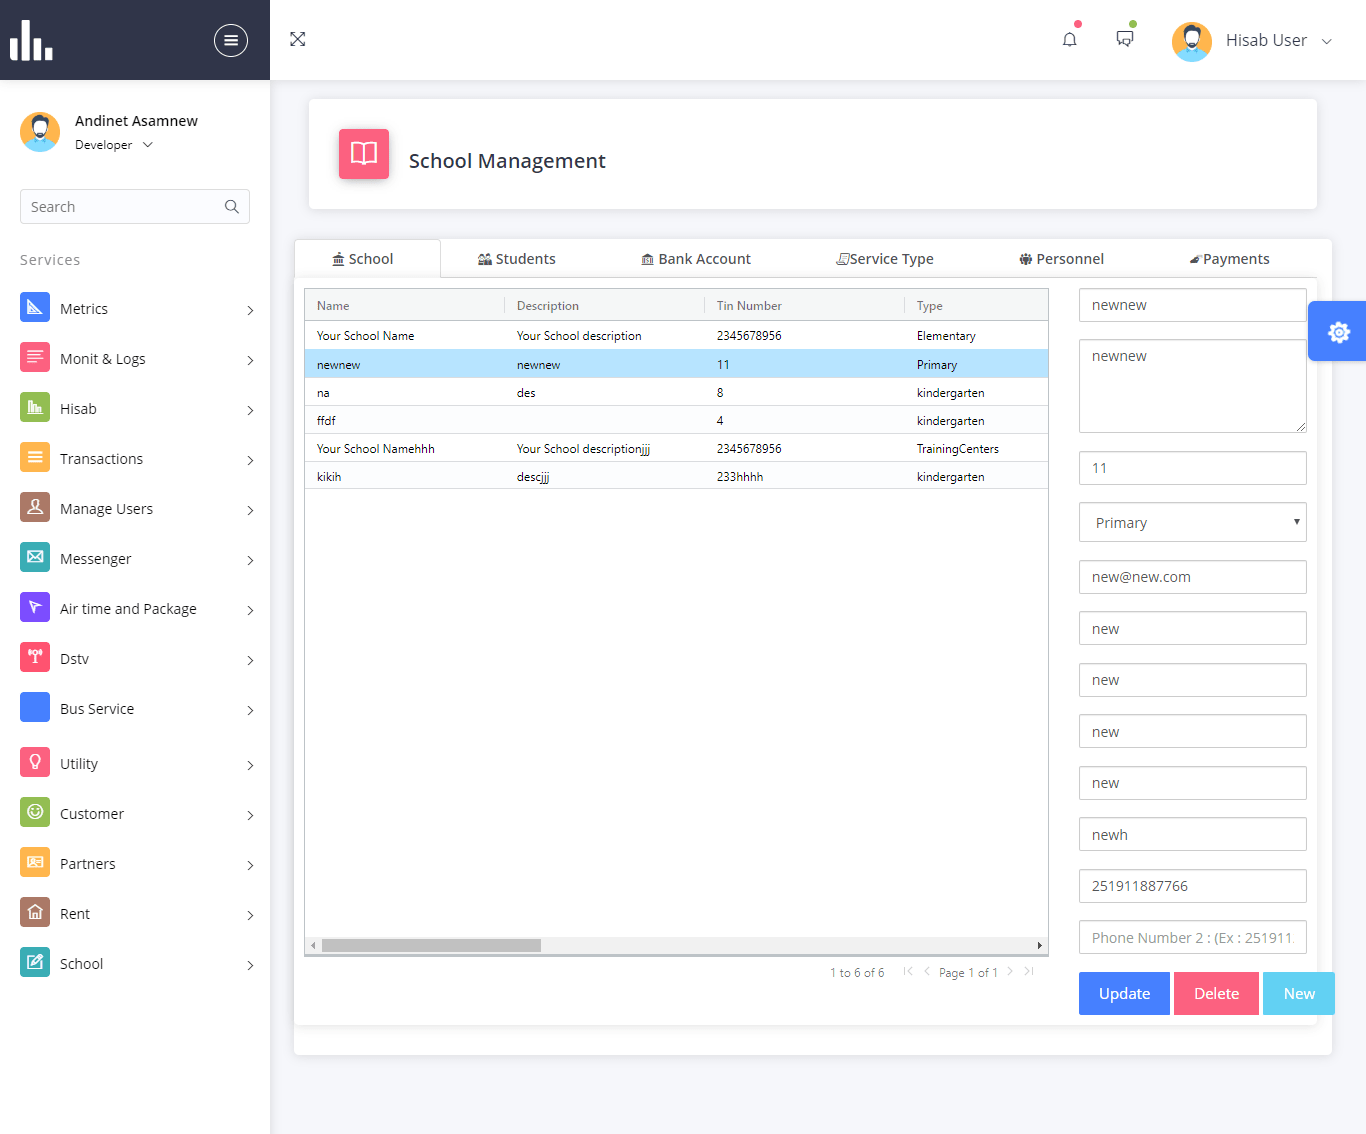 Hisab User
Andinet Asamnew
Developer
Search
Services
Metrics
Monit & Logs
Hisab
Transactions
Manage Users
Messenger
Air time and Package
Dstv
Bus Service
Utility
Customer
Partners
Rent
School
School Management
School Students Bank Account Service Type Personnel Payments
Name Description Tin Number Type
Your School Name Your School description 2345678956 Elementary
newnew newnew 11 Primary
na des 8 kindergarten
ffdf 4 kindergarten
Your School Namehhh Your School descriptionjjj 2345678956 TrainingCenters
kikih descjjj 233hhhh kindergarten
1 to 6 of 6 Page 1 of 1
newnew
newnew
11
Primary
new@new.com
new
new
new
new
newh
251911887766
Phone Number 2 : (Ex : 251911.
Update Delete New